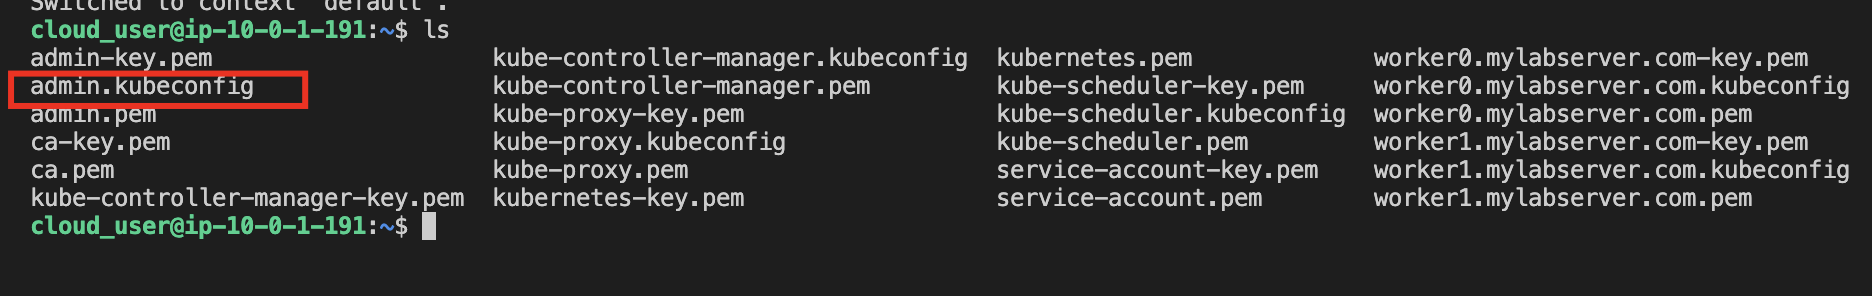 Switched to context "default".
cloud_user@ip-10-0-1-191:~$ ls
admin-key.pem kube-controller-manager.kubeconfig kubernetes.pem worker0.mylabserver.com-key.pem
admin.kubeconfig kube-controller-manager.pem kube-scheduler-key.pem worker0.mylabserver.com.kubeconfig
admin.pem kube-proxy-key.pem kube-scheduler.kubeconfig worker0.mylabserver.com.pem
ca-key.pem kube-proxy.kubeconfig kube-scheduler.pem worker1.mylabserver.com-key.pem
ca.pem kube-proxy.pem service-account-key.pem worker1.mylabserver.com.kubeconfig
kube-controller-manager-key.pem kubernetes-key.pem service-account.pem worker1.mylabserver.com.pem
cloud_user@ip-10-0-1-191:~$